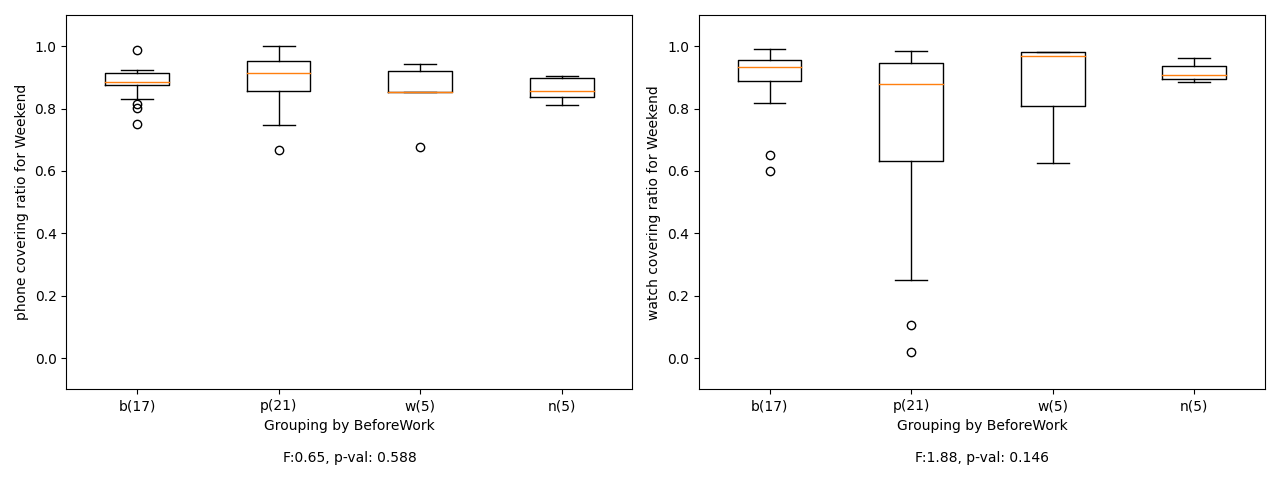 phone covering ratio for Weekend
1.0
0.8
0.6
0.4
0.2
0.0
b(17) p(21) w(5) n(5)
Grouping by BeforeWork
F:0.65, p-val: 0.588
watch covering ratio for Weekend
1.0
0.8
0.6
0.4
0.2
0.0
b(17) p(21) w(5) n(5)
Grouping by BeforeWork
F:1.88, p-val: 0.146